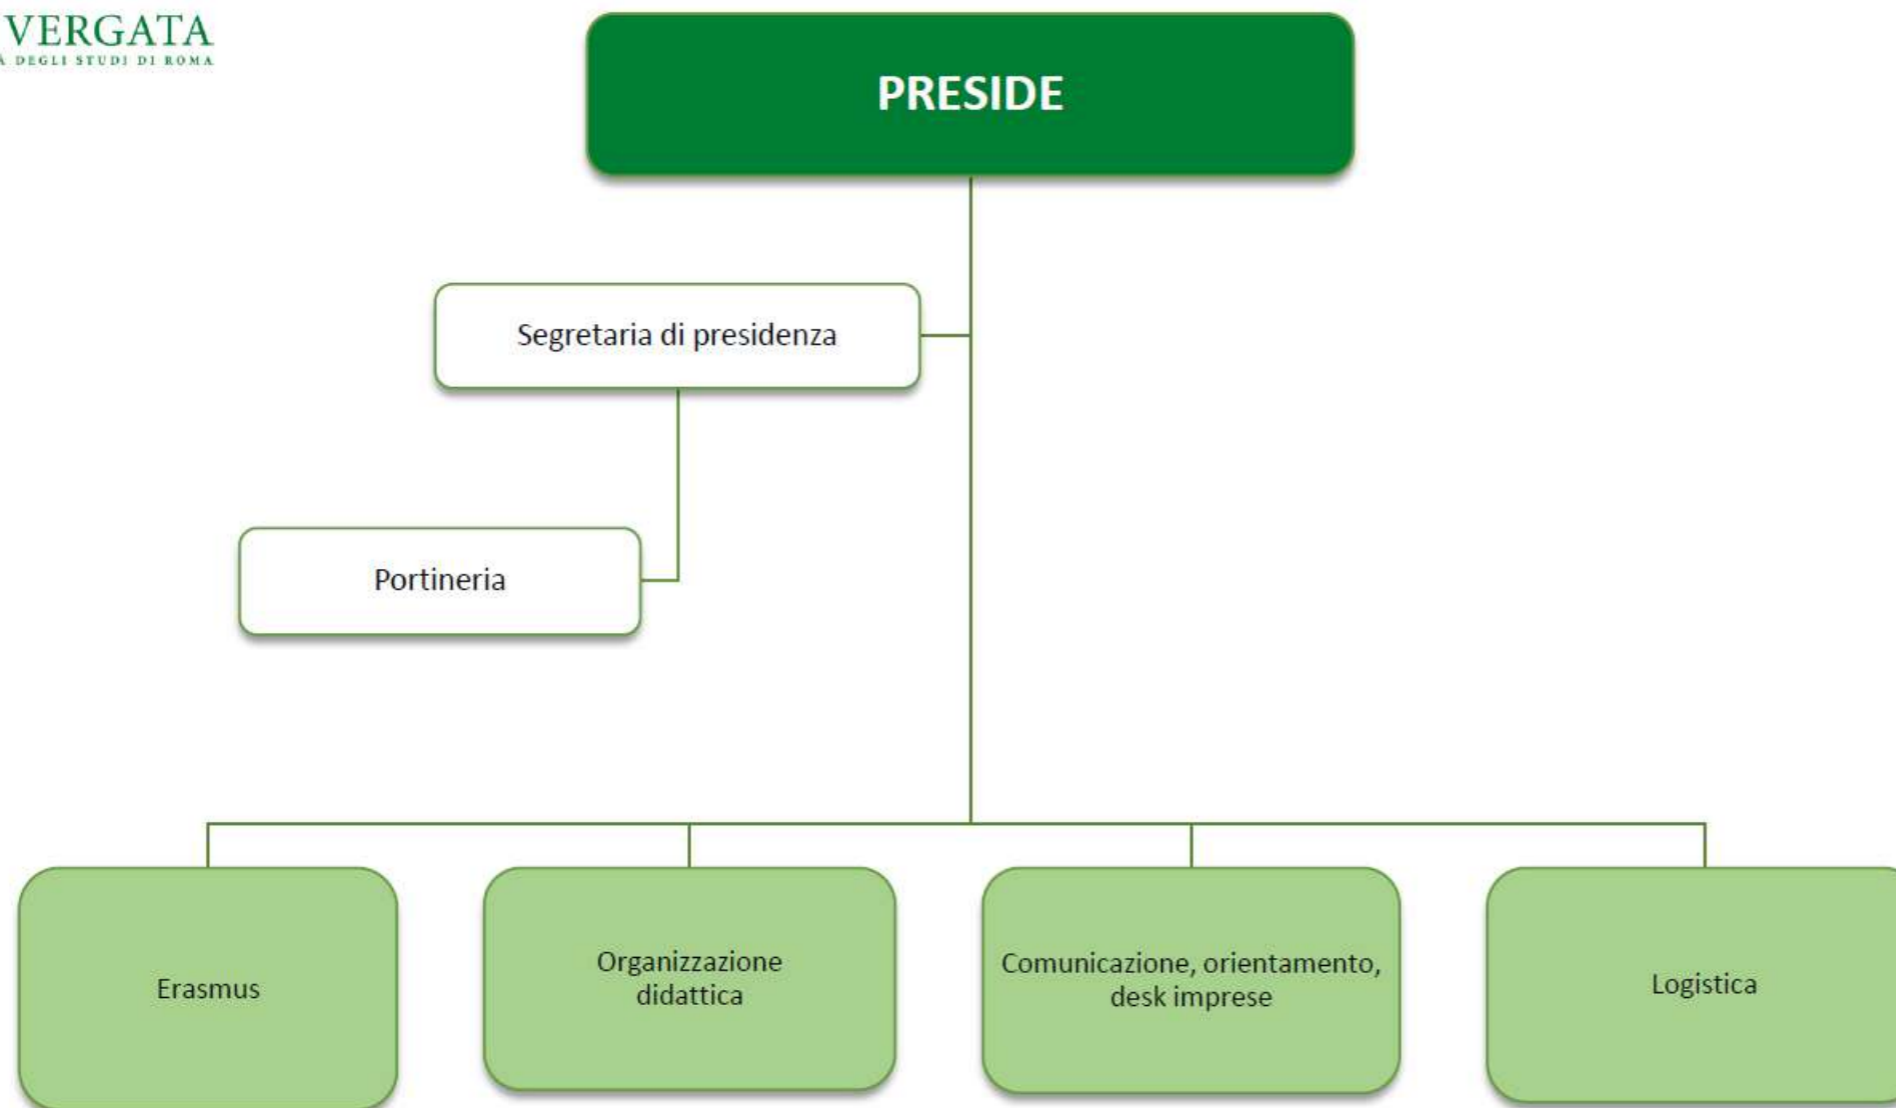 VERGATA
DEGLI STUDI DI ROMA
PRESIDE
Segretaria di presidenza
Portineria
Erasmus
Organizzazione
didattica
Comunicazione, orientamento,
desk imprese
Logistica